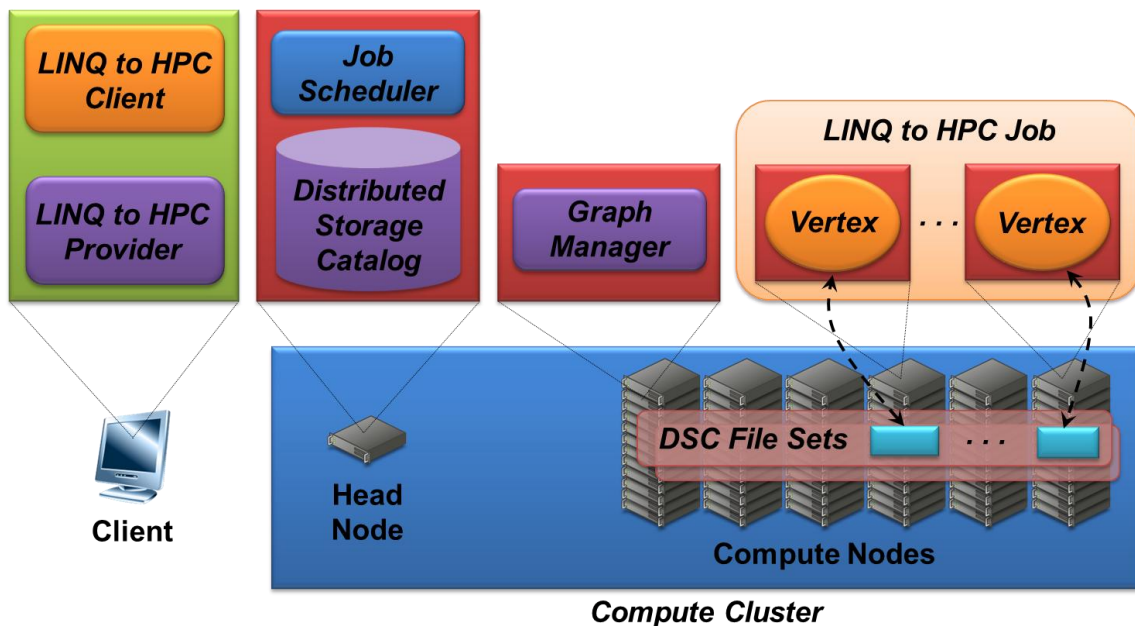 LINQ to HPC
Client
LINQ to HPC
Provider
Job
Scheduler
Distributed
Storage
Catalog
Graph
Manager
LINQ to HPC Job
Vertex
. . .
Vertex
DSC File Sets
. . .
Client
Head
Node
Compute Nodes
Compute Cluster